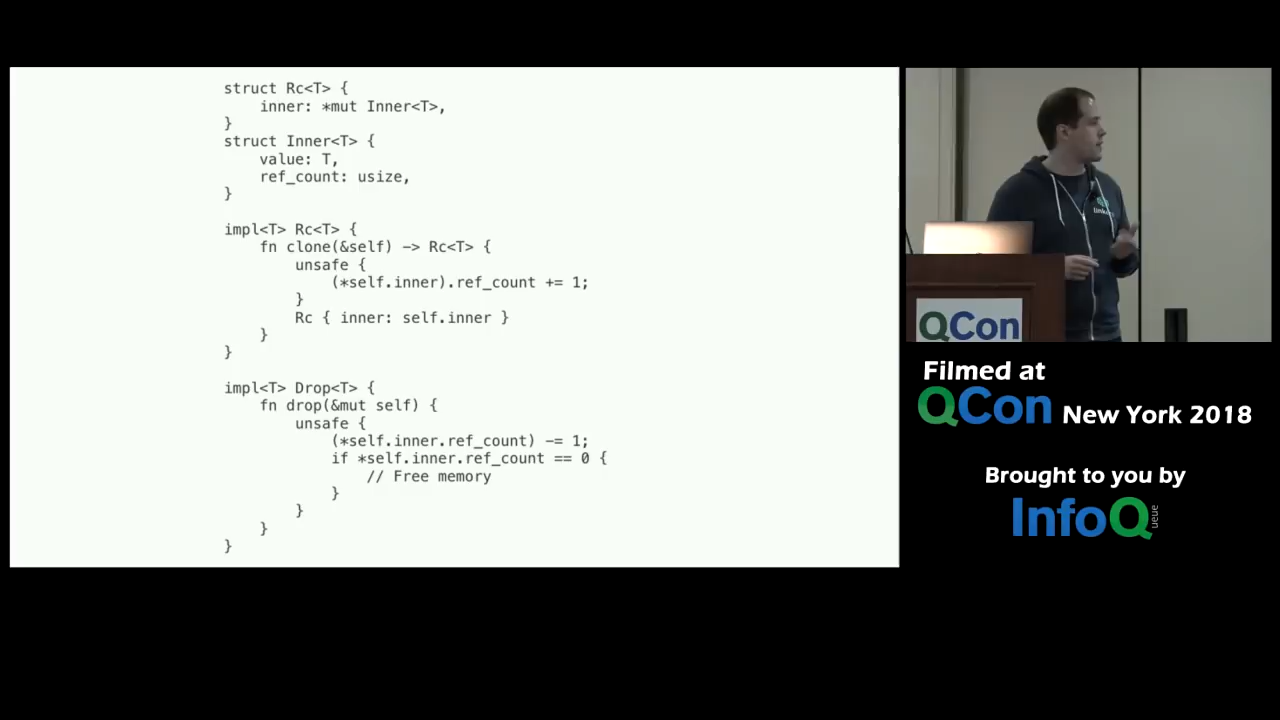 struct Rc<T> {
    inner: *mut Inner<T>,
}
struct Inner<T> {
    value: T,
    ref_count: usize,
}

impl<T> Rc<T> {
    fn clone(&self) -> Rc<T> {
        unsafe {
            (*self.inner).ref_count += 1;
        }
        Rc { inner: self.inner }
    }
}

impl<T> Drop<T> {
    fn drop(&mut self) {
        unsafe {
            (*self.inner.ref_count) -= 1;
            if *self.inner.ref_count == 0 {
                // Free memory
            }
        }
    }
}
QCon
Filmed at
QCon New York 2018
Brought to you by
InfoQueue